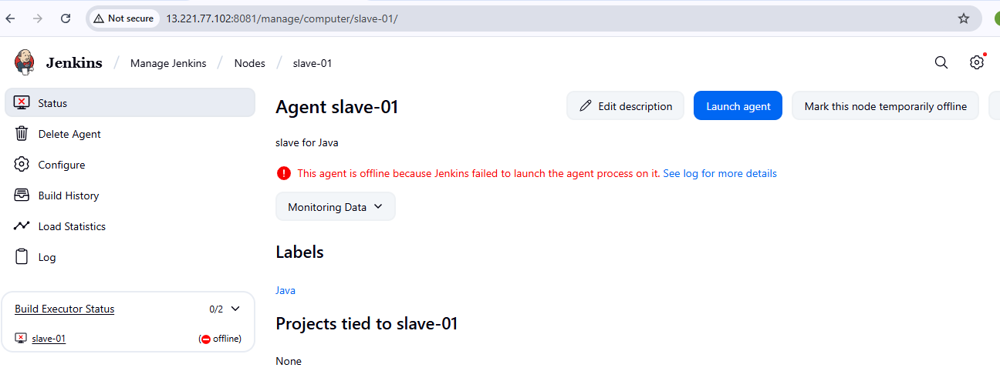 Not secure 13.221.77.102:8081/manage/computer/slave-01/
Jenkins / Manage Jenkins / Nodes / slave-01
Status
Delete Agent
Configure
Build History
Load Statistics
Log
Build Executor Status 0/2
slave-01 (offline)
Agent slave-01
Edit description
Launch agent
Mark this node temporarily offline
slave for Java
This agent is offline because Jenkins failed to launch the agent process on it. See log for more details
Monitoring Data
Labels
Java
Projects tied to slave-01
None